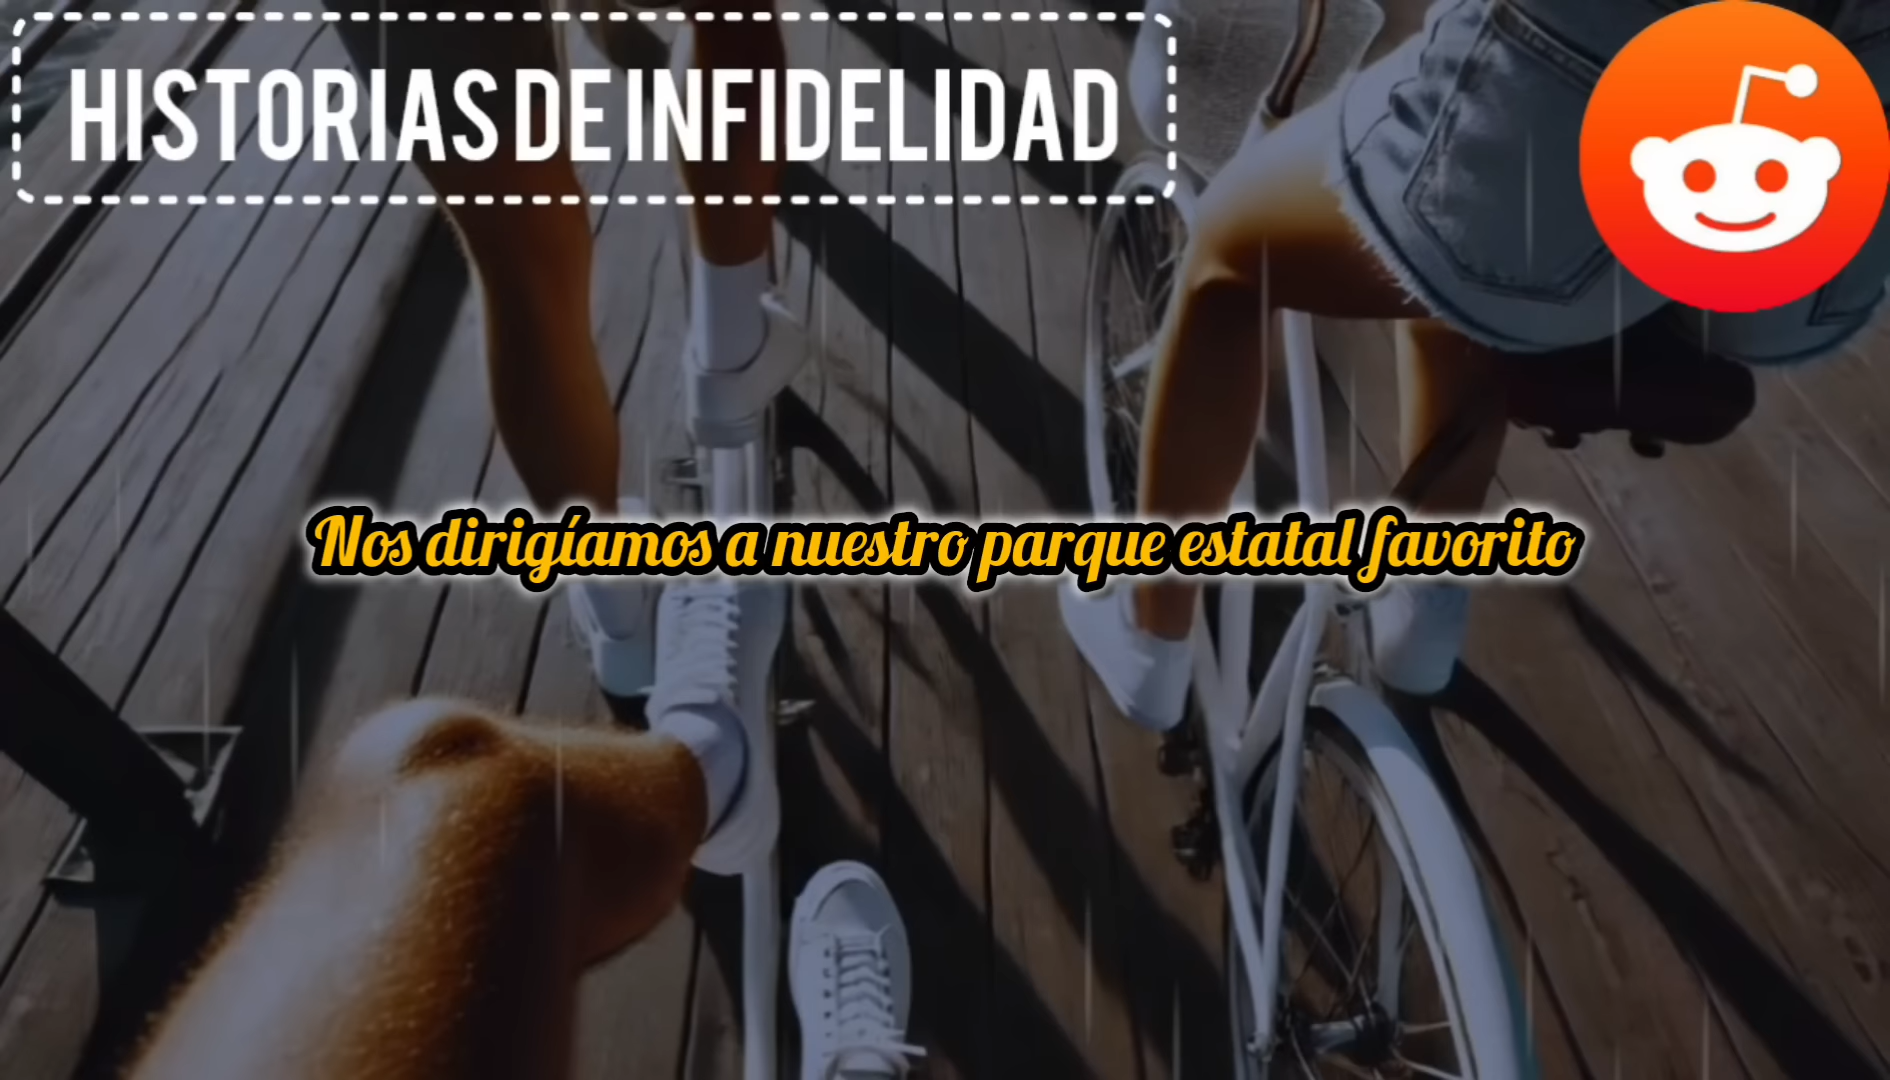 HISTORIAS DE INFIDELIDAD
Nos dirigíamos a nuestro parque estatal favorito